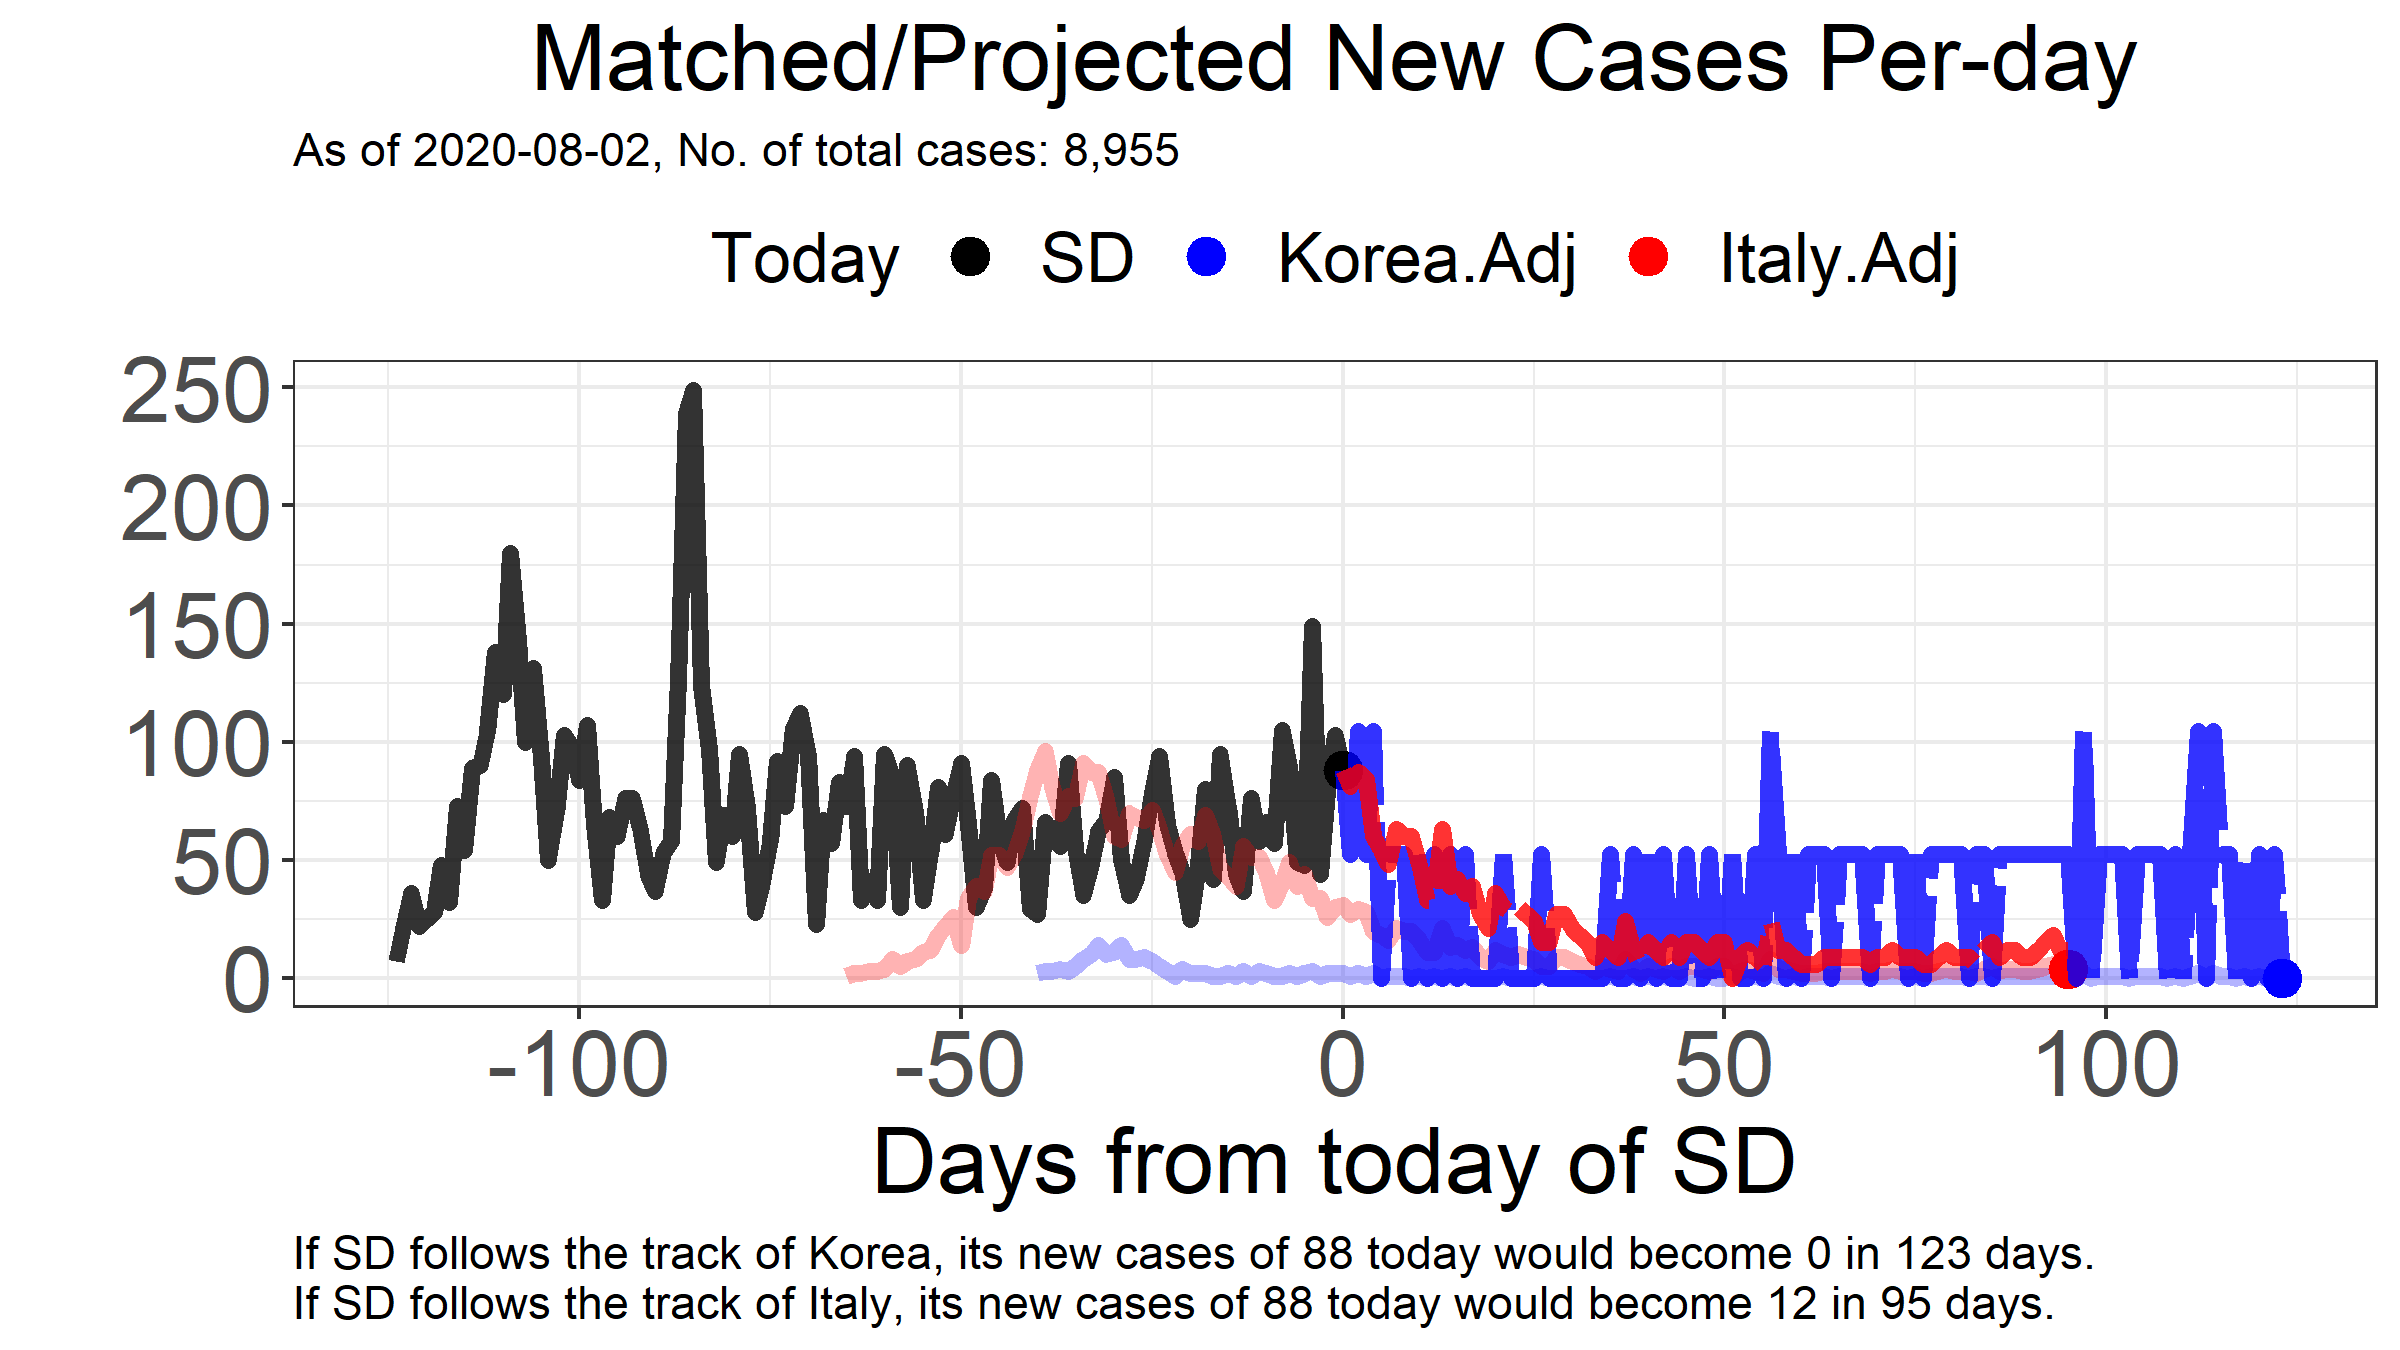 Matched/Projected New Cases Per-day
As of 2020-08-02, No. of total cases: 8,955
Today SD Korea.Adj Italy.Adj
250
200
150
100
50
0
-100 -50 0 50 100
Days from today of SD
If SD follows the track of Korea, its new cases of 88 today would become 0 in 123 days.
If SD follows the track of Italy, its new cases of 88 today would become 12 in 95 days.